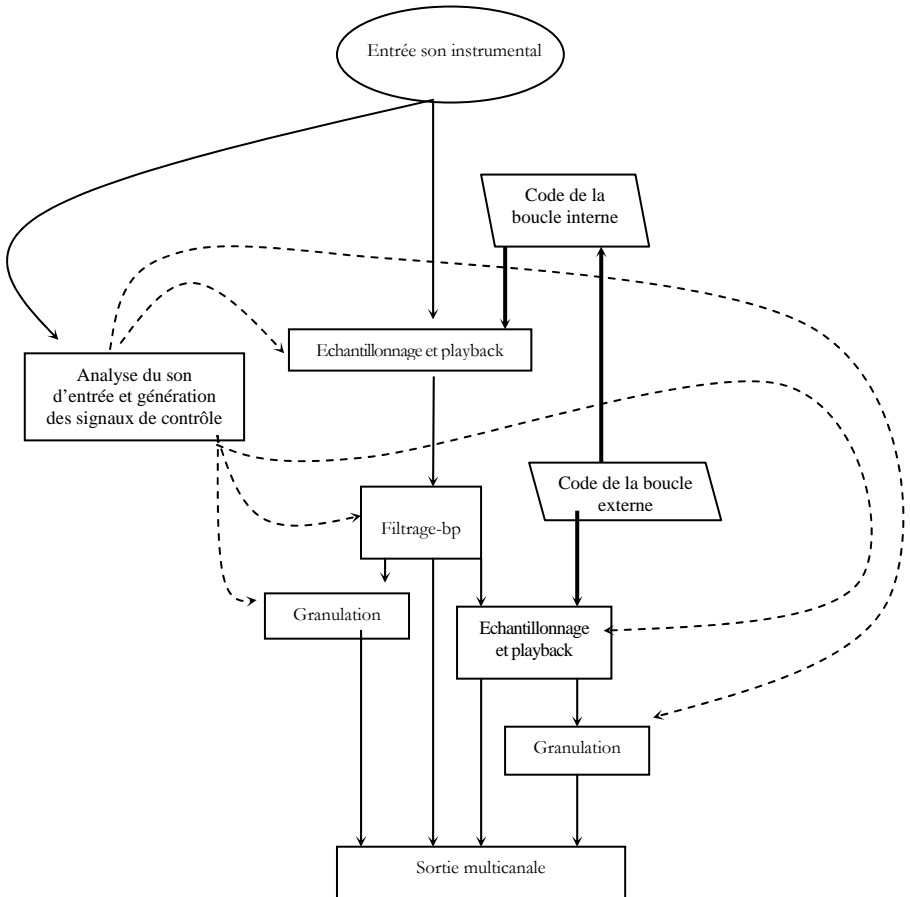 Entrée son instrumental
Code de la
boucle interne
Echantillonnage et playback
Analyse du son
d'entrée et génération
des signaux de contrôle
Code de la boucle
externe
Filtrage-bp
Granulation
Echantillonnage
et playback
Granulation
Sortie multicanale